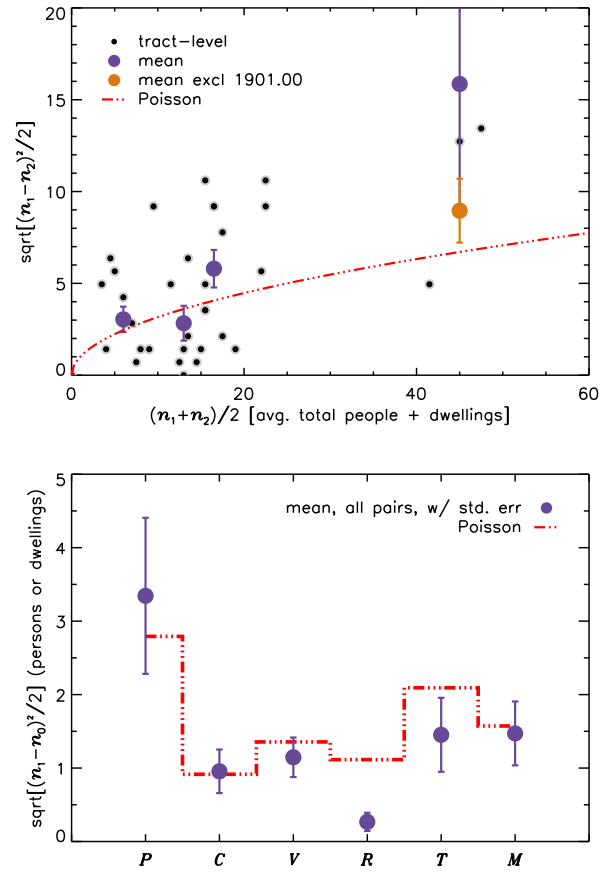 20
15
10
5
0
sqrt[(n₁−n₂)²/2]
tract−level
mean
mean excl 1901.00
Poisson
0
20
40
60
(n₁+n₂)/2 [avg. total people + dwellings]
5
4
3
2
1
0
sqrt[(n₁−n₀)²/2] (persons or dwellings)
mean, all pairs, w/ std. err
Poisson
P
C
V
R
T
M